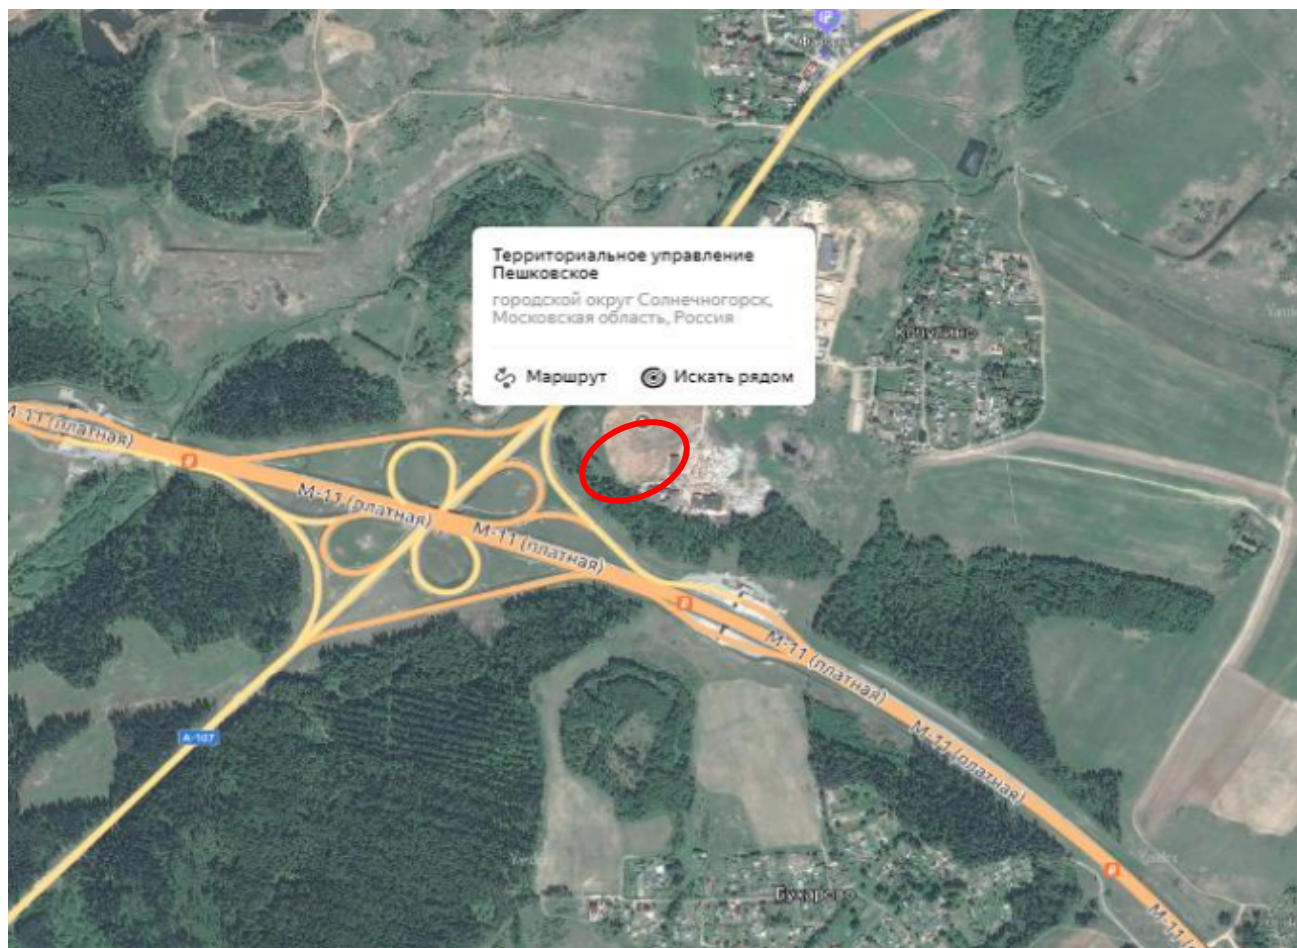 Территориальное управление
Пешковское
городской округ Солнечногорск,
Московская область, Россия
Маршрут
Искать рядом
М-11 (платная)
М-11 (платная)
М-11 (платная)
М-11 (платная)
М-11 (платная)
А-107
Бухарово
Yandex